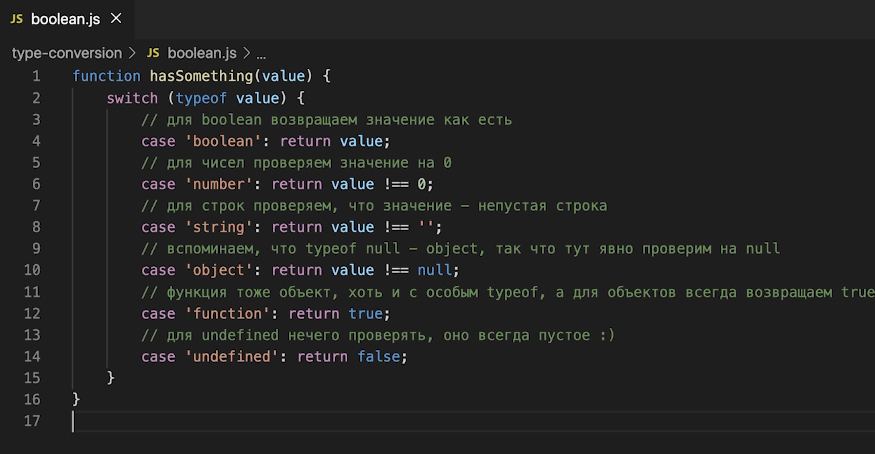 JS boolean.js ×
type-conversion > JS boolean.js > ...
1 function hasSomething(value) {
2 switch (typeof value) {
3 // для boolean возвращаем значение как есть
4 case 'boolean': return value;
5 // для чисел проверяем значение на 0
6 case 'number': return value !== 0;
7 // для строк проверяем, что значение – непустая строка
8 case 'string': return value !== '';
9 // вспоминаем, что typeof null – object, так что тут явно проверим на null
10 case 'object': return value !== null;
11 // функция тоже объект, хоть и с особым typeof, а для объектов всегда возвращаем true
12 case 'function': return true;
13 // для undefined нечего проверять, оно всегда пустое :)
14 case 'undefined': return false;
15 }
16 }
17